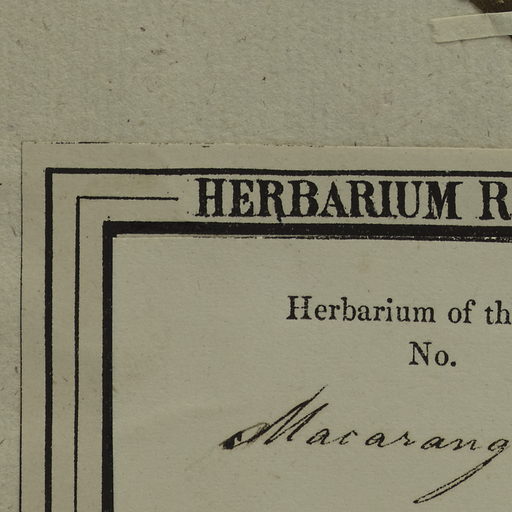 HERBARIUM R
Herbarium of th
No.
Macarang